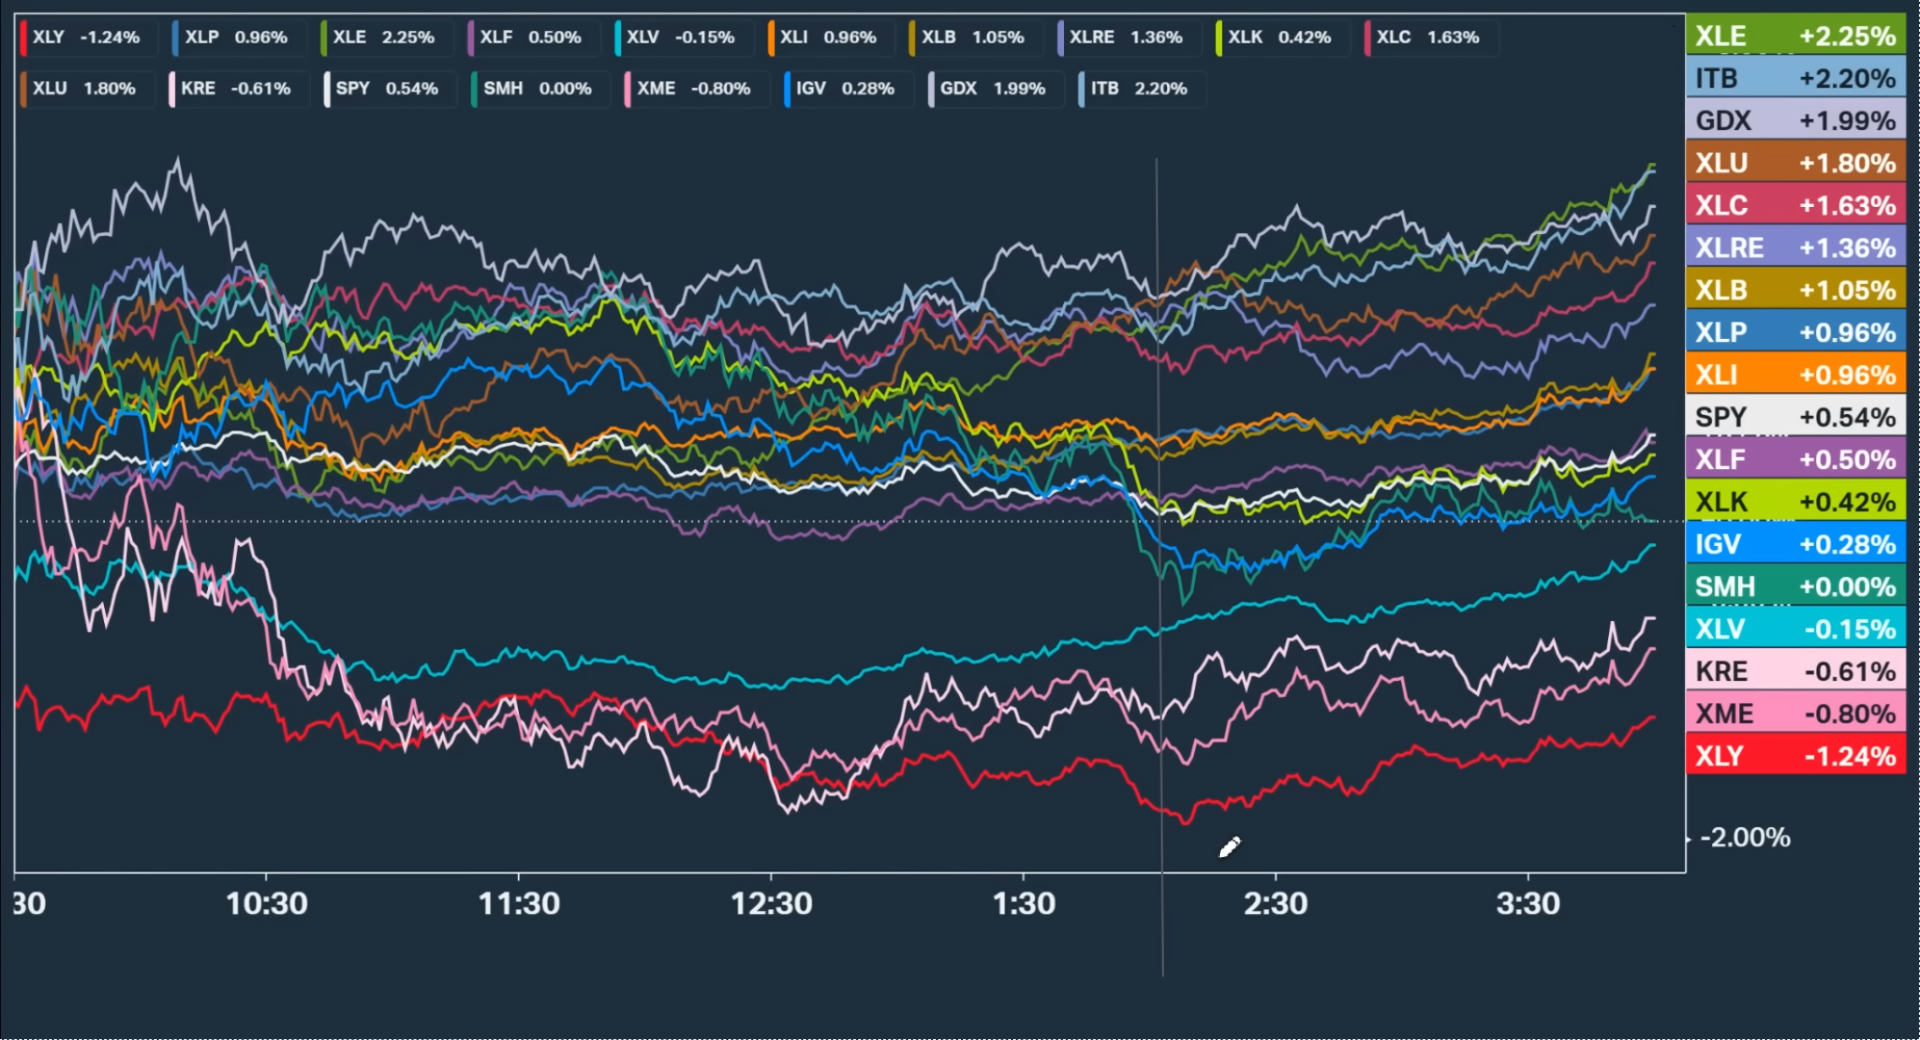 XLY -1.24% XLP 0.96% XLE 2.25% XLF 0.50% XLV -0.15% XLI 0.96% XLB 1.05% XLRE 1.36% XLK 0.42% XLC 1.63%
XLU 1.80% KRE -0.61% SPY 0.54% SMH 0.00% XME -0.80% IGV 0.28% GDX 1.99% ITB 2.20%
XLE +2.25%
ITB +2.20%
GDX +1.99%
XLU +1.80%
XLC +1.63%
XLRE +1.36%
XLB +1.05%
XLP +0.96%
XLI +0.96%
SPY +0.54%
XLF +0.50%
XLK +0.42%
IGV +0.28%
SMH +0.00%
XLV -0.15%
KRE -0.61%
XME -0.80%
XLY -1.24%
-2.00%
30 10:30 11:30 12:30 1:30 2:30 3:30